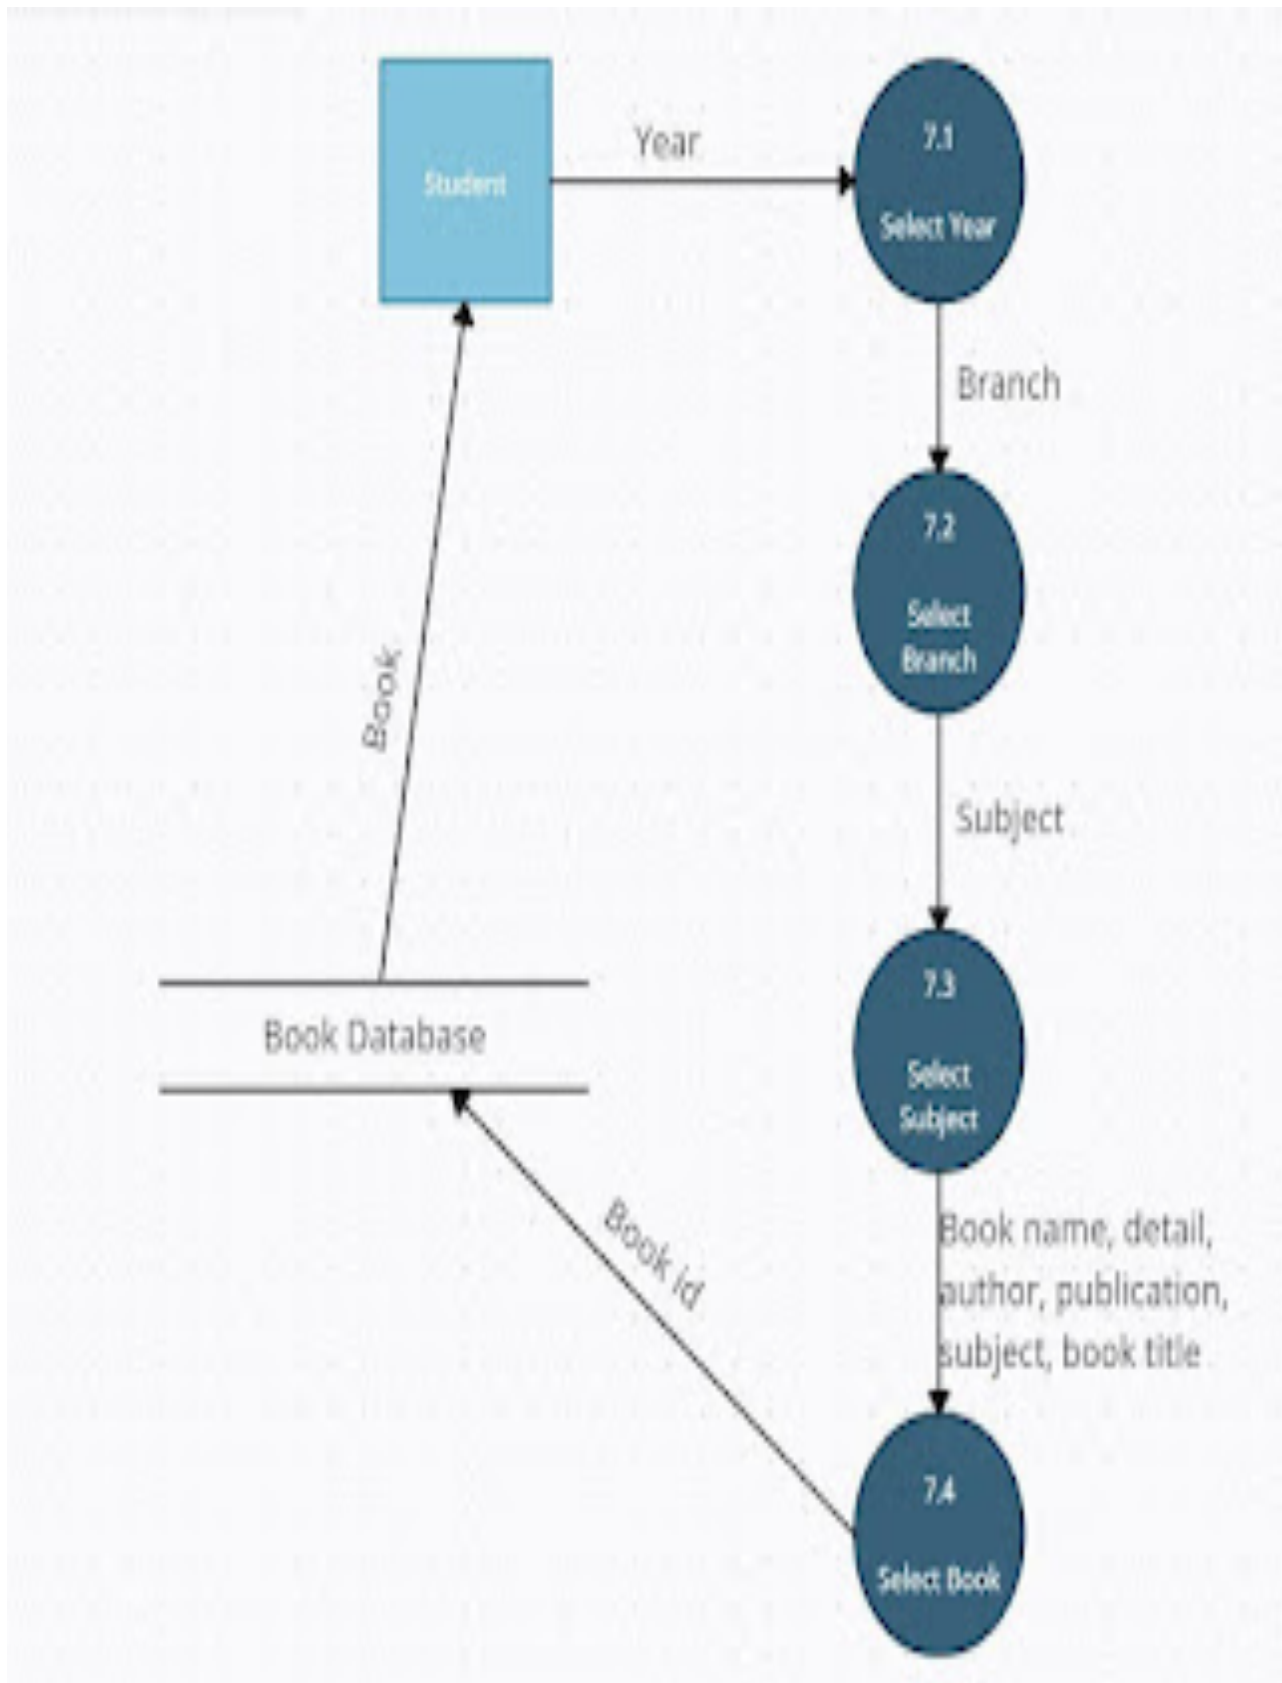 Student
Year
7.1
Select Year
Branch
7.2
Select
Branch
Subject
7.3
Select
Subject
Book name, detail,
author, publication,
subject, book title
7.4
Select Book
Book id
Book Database
Book